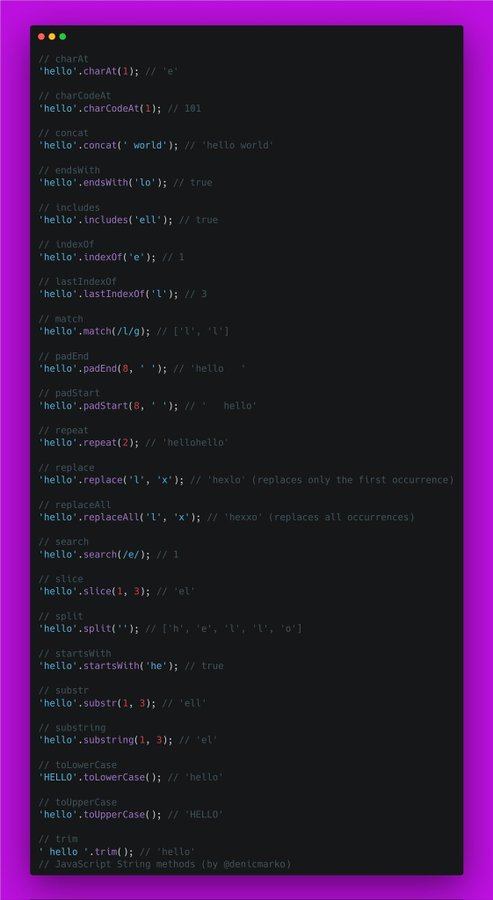 // charAt
'hello'.charAt(1); // 'e'
// charCodeAt
'hello'.charCodeAt(1); // 101
// concat
'hello'.concat(' world'); // 'hello world'
// endsWith
'hello'.endsWith('lo'); // true
// includes
'hello'.includes('ell'); // true
// indexOf
'hello'.indexOf('e'); // 1
// lastIndexOf
'hello'.lastIndexOf('l'); // 3
// match
'hello'.match(/l/g); // ['l', 'l']
// padEnd
'hello'.padEnd(8, ' '); // 'hello   '
// padStart
'hello'.padStart(8, ' '); // '   hello'
// repeat
'hello'.repeat(2); // 'hellohello'
// replace
'hello'.replace('l', 'x'); // 'hexlo' (replaces only the first occurrence)
// replaceAll
'hello'.replaceAll('l', 'x'); // 'hexxo' (replaces all occurrences)
// search
'hello'.search(/e/); // 1
// slice
'hello'.slice(1, 3); // 'el'
// split
'hello'.split(''); // ['h', 'e', 'l', 'l', 'o']
// startsWith
'hello'.startsWith('he'); // true
// substr
'hello'.substr(1, 3); // 'ell'
// substring
'hello'.substring(1, 3); // 'el'
// toLowerCase
'HELLO'.toLowerCase(); // 'hello'
// toUpperCase
'hello'.toUpperCase(); // 'HELLO'
// trim
' hello '.trim(); // 'hello'
// JavaScript String methods (by @denicmarko)